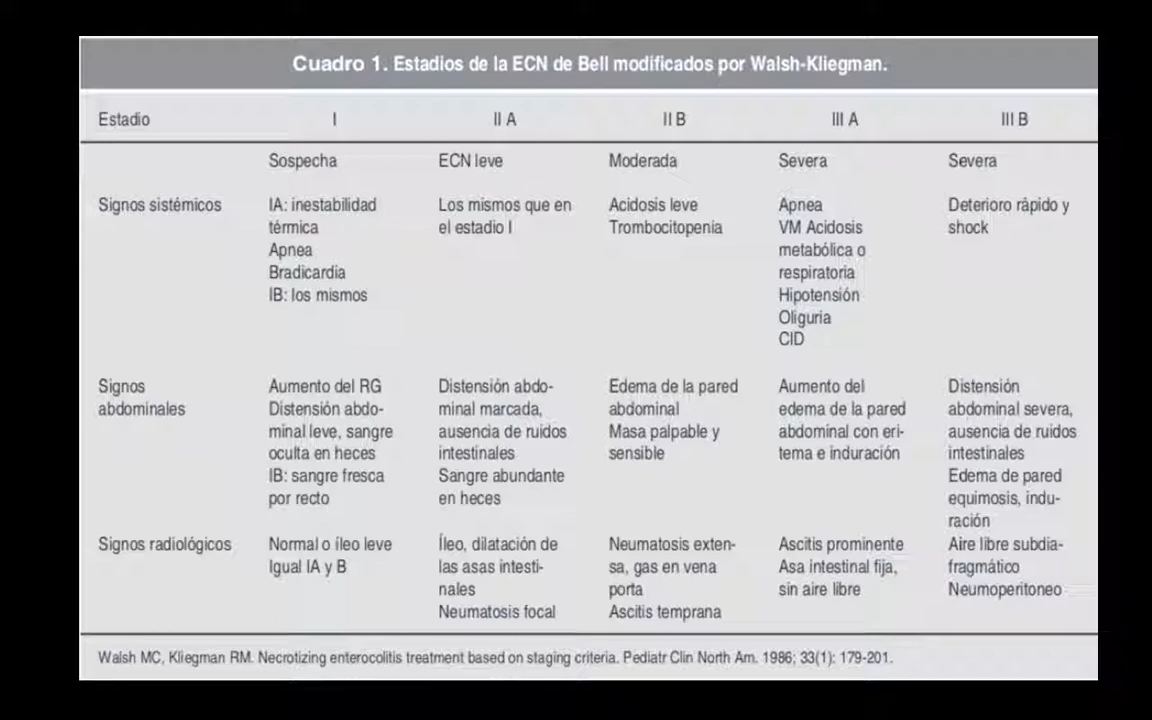 Cuadro 1. Estadios de la ECN de Bell modificados por Walsh-Kliegman.
Estadio I II A II B III A III B
Sospecha ECN leve Moderada Severa Severa
Signos sistémicos IA: inestabilidad Los mismos que en Acidosis leve Apnea Deterioro rápido y
térmica el estadio I Trombocitopenia VM Acidosis shock
Apnea metabólica o
Bradicardia respiratoria
IB: los mismos Hipotensión
Oliguria
CID
Signos Aumento del RG Distensión abdo- Edema de la pared Aumento del Distensión
abdominales Distensión abdo- minal marcada, abdominal edema de la pared abdominal severa,
minal leve, sangre ausencia de ruidos Masa palpable y abdominal con eri- ausencia de ruidos
oculta en heces intestinales sensible tema e induración intestinales
IB: sangre fresca Sangre abundante Edema de pared
por recto en heces equimosis, indu-
ración
Signos radiológicos Normal o íleo leve Íleo, dilatación de Neumatosis exten- Ascitis prominente Aire libre subdia-
Igual IA y B las asas intesti- sa, gas en vena Asa intestinal fija, fragmático
nales porta sin aire libre Neumoperitoneo
Neumatosis focal Ascitis temprana
Walsh MC, Kliegman RM. Necrotizing enterocolitis treatment based on staging criteria. Pediatr Clin North Am. 1986; 33(1): 179-201.